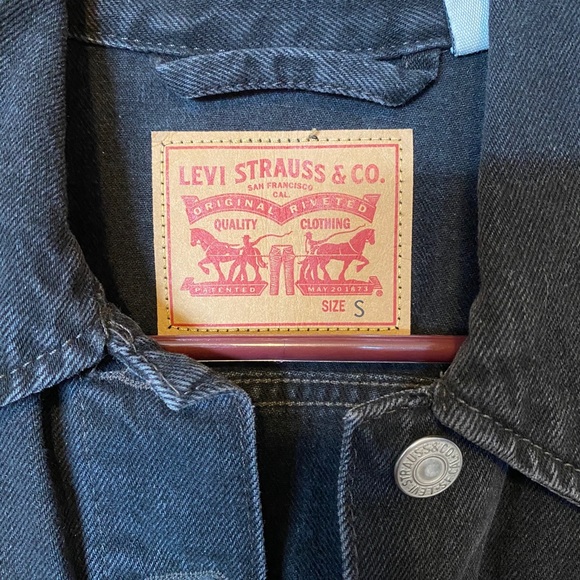 LEVI STRAUSS & CO.
SAN FRANCISCO
CAL.
ORIGINAL RIVETED
QUALITY CLOTHING
PATENTED MAY 20 1873
®
SIZE S
LEVI STRAUSS & CO